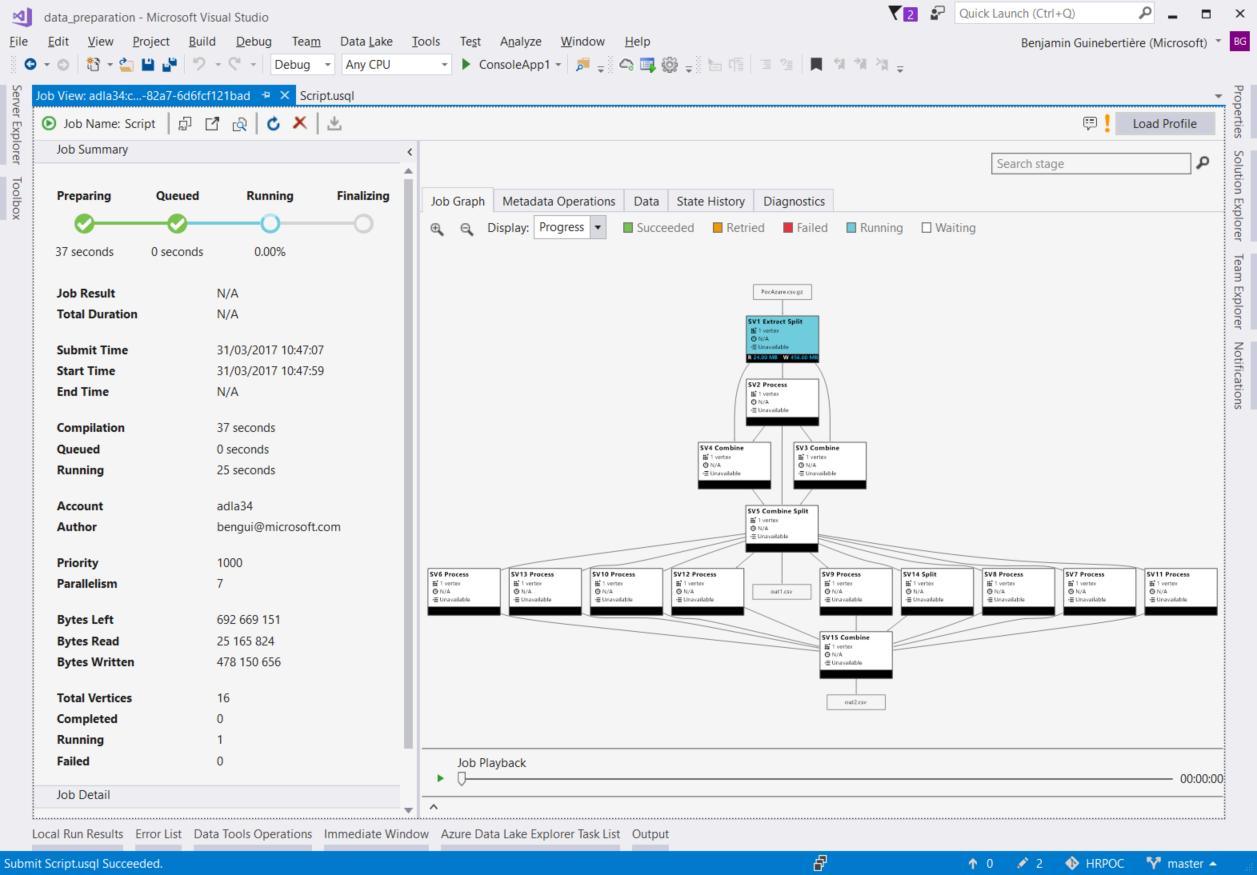 data_preparation - Microsoft Visual Studio
2
Quick Launch (Ctrl+Q)
File Edit View Project Build Debug Team Data Lake Tools Test Analyze Window Help
Benjamin Guinebertière (Microsoft) BG
Debug Any CPU ConsoleApp1
Server Explorer
Toolbox
Job View: adla34:c...-82a7-6d6fcf121bad Script.usql
Job Name: Script
Load Profile
Job Summary
Search stage
Preparing Queued Running Finalizing
37 seconds 0 seconds 0.00%
Job Result N/A
Total Duration N/A
Submit Time 31/03/2017 10:47:07
Start Time 31/03/2017 10:47:59
End Time N/A
Compilation 37 seconds
Queued 0 seconds
Running 25 seconds
Account adla34
Author bengui@microsoft.com
Priority 1000
Parallelism 7
Bytes Left 692 669 151
Bytes Read 25 165 824
Bytes Written 478 150 656
Total Vertices 16
Completed 0
Running 1
Failed 0
Job Detail
Job Graph Metadata Operations Data State History Diagnostics
Display: Progress Succeeded Retried Failed Running Waiting
PocAzure.csv.gz
SV1 Extract Split
1 vertex
N/A
Unavailable
R 24.00 MB W 456.00 MB
SV2 Process
1 vertex
N/A
Unavailable
SV4 Combine
1 vertex
N/A
Unavailable
SV3 Combine
1 vertex
N/A
Unavailable
SV5 Combine Split
1 vertex
N/A
Unavailable
SV6 Process
1 vertex
N/A
Unavailable
SV13 Process
1 vertex
N/A
Unavailable
SV10 Process
1 vertex
N/A
Unavailable
SV12 Process
1 vertex
N/A
Unavailable
out1.csv
SV9 Process
1 vertex
N/A
Unavailable
SV14 Split
1 vertex
N/A
Unavailable
SV8 Process
1 vertex
N/A
Unavailable
SV7 Process
1 vertex
N/A
Unavailable
SV11 Process
1 vertex
N/A
Unavailable
SV15 Combine
1 vertex
N/A
Unavailable
out2.csv
Job Playback
00:00:00
Properties
Solution Explorer
Team Explorer
Notifications
Local Run Results Error List Data Tools Operations Immediate Window Azure Data Lake Explorer Task List Output
Submit Script.usql Succeeded.
0 2 HRPOC master